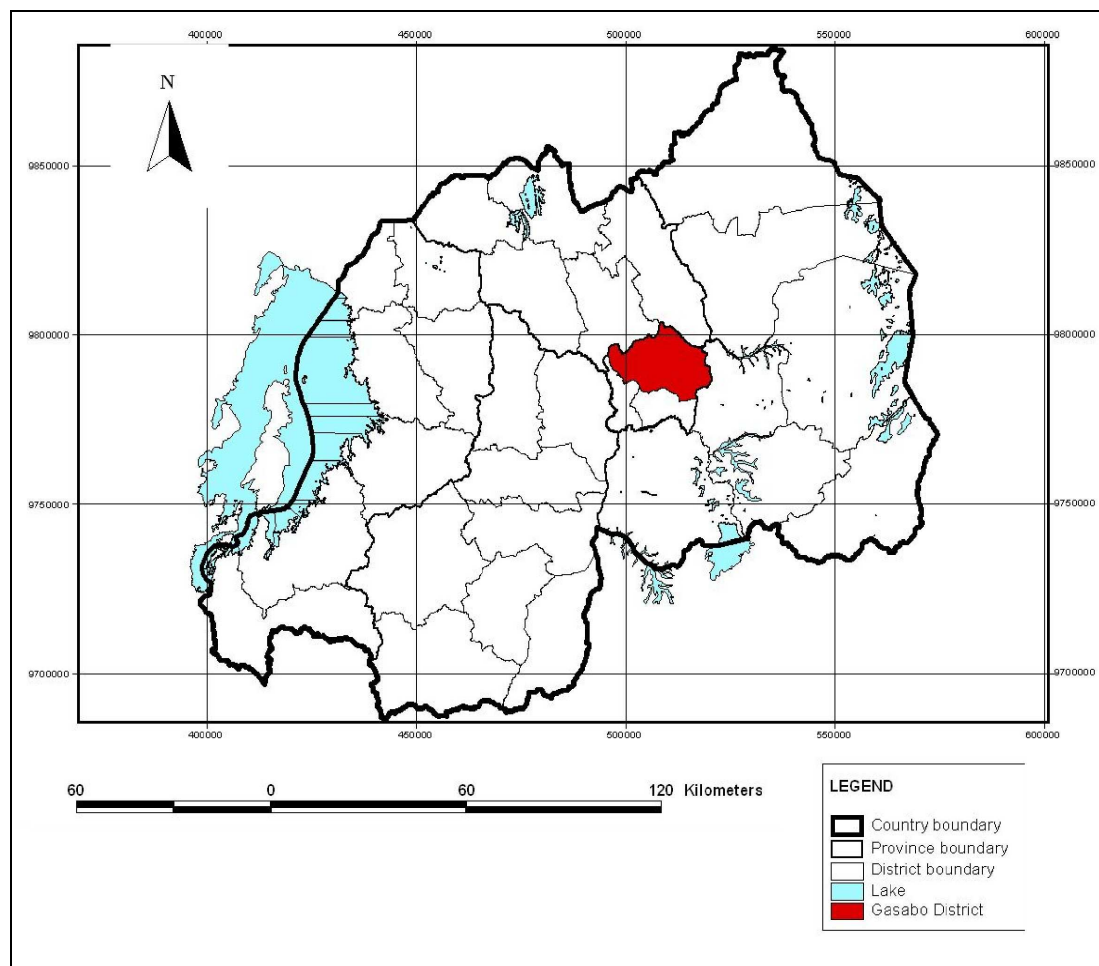 400000 450000 500000 550000 600000
N
9850000 9850000
9800000 9800000
9750000 9750000
9700000 9700000
400000 450000 500000 550000 600000
60 0 60 120 Kilometers
LEGEND
Country boundary
Province boundary
District boundary
Lake
Gasabo District